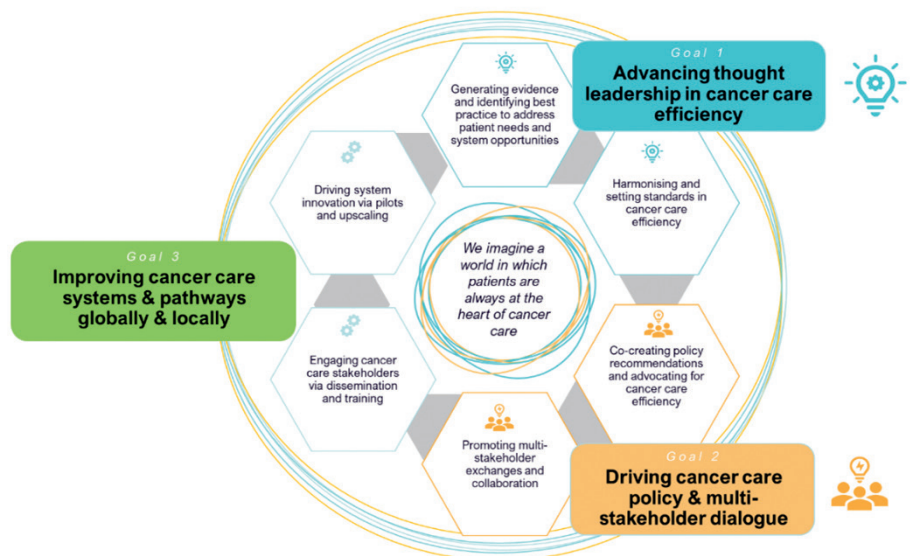 Goal 1
Advancing thought
leadership in cancer care
efficiency
Generating evidence
and identifying best
practice to address
patient needs and
system opportunities
Harmonising and
setting standards in
cancer care
efficiency
Driving system
innovation via pilots
and upscaling
We imagine a
world in which
patients are
always at the
heart of cancer
care
Goal 3
Improving cancer care
systems & pathways
globally & locally
Engaging cancer
care stakeholders
via dissemination
and training
Co-creating policy
recommendations
and advocating for
cancer care
efficiency
Promoting multi-
stakeholder
exchanges and
collaboration
Goal 2
Driving cancer care
policy & multi-
stakeholder dialogue